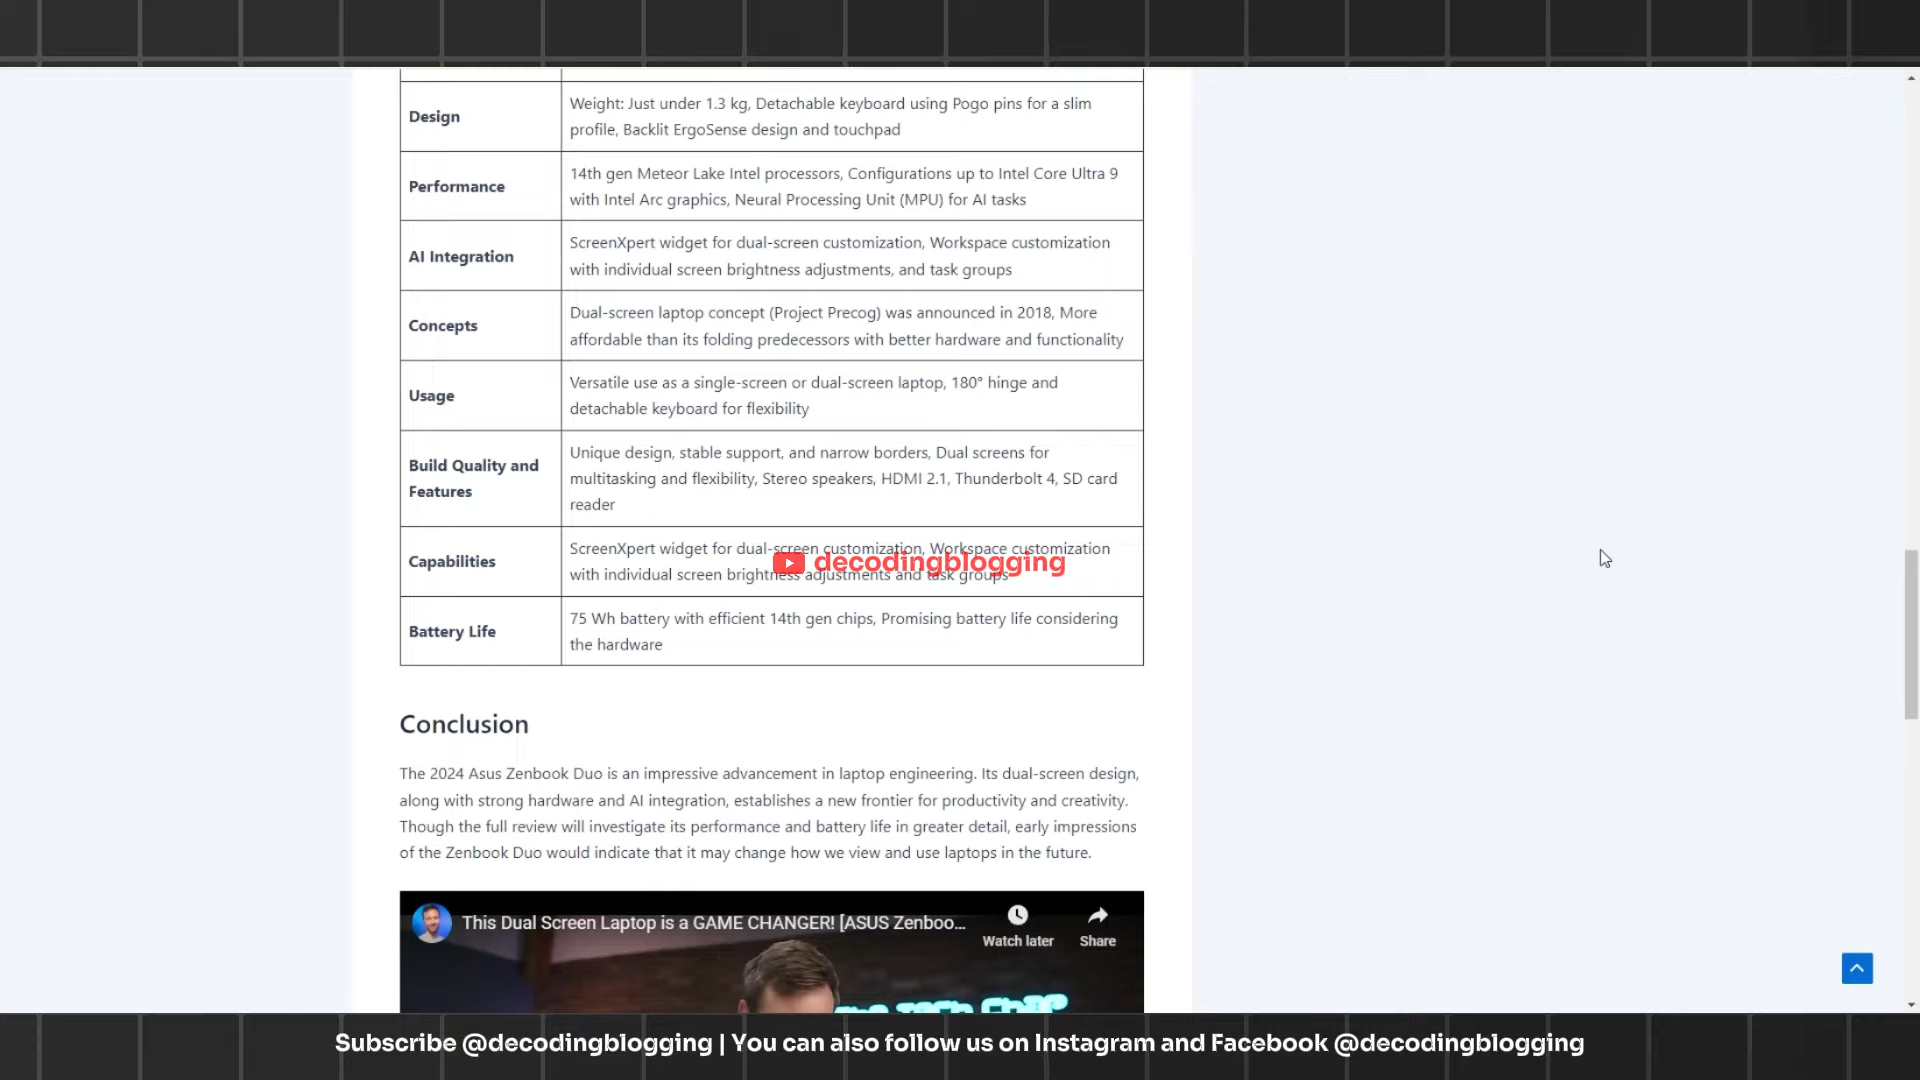 Design
Weight: Just under 1.3 kg, Detachable keyboard using Pogo pins for a slim
profile, Backlit ErgoSense design and touchpad
Performance
14th gen Meteor Lake Intel processors, Configurations up to Intel Core Ultra 9
with Intel Arc graphics, Neural Processing Unit (MPU) for AI tasks
AI Integration
ScreenXpert widget for dual-screen customization, Workspace customization
with individual screen brightness adjustments, and task groups
Concepts
Dual-screen laptop concept (Project Precog) was announced in 2018, More
affordable than its folding predecessors with better hardware and functionality
Usage
Versatile use as a single-screen or dual-screen laptop, 180° hinge and
detachable keyboard for flexibility
Build Quality and
Features
Unique design, stable support, and narrow borders, Dual screens for
multitasking and flexibility, Stereo speakers, HDMI 2.1, Thunderbolt 4, SD card
reader
Capabilities
ScreenXpert widget for dual-screen customization, Workspace customization
with individual screen brightness adjustments and task groups
decodingblogging
Battery Life
75 Wh battery with efficient 14th gen chips, Promising battery life considering
the hardware
Conclusion
The 2024 Asus Zenbook Duo is an impressive advancement in laptop engineering. Its dual-screen design,
along with strong hardware and AI integration, establishes a new frontier for productivity and creativity.
Though the full review will investigate its performance and battery life in greater detail, early impressions
of the Zenbook Duo would indicate that it may change how we view and use laptops in the future.
This Dual Screen Laptop is a GAME CHANGER! [ASUS Zenboo...
Watch later
Share
Subscribe @decodingblogging | You can also follow us on Instagram and Facebook @decodingblogging